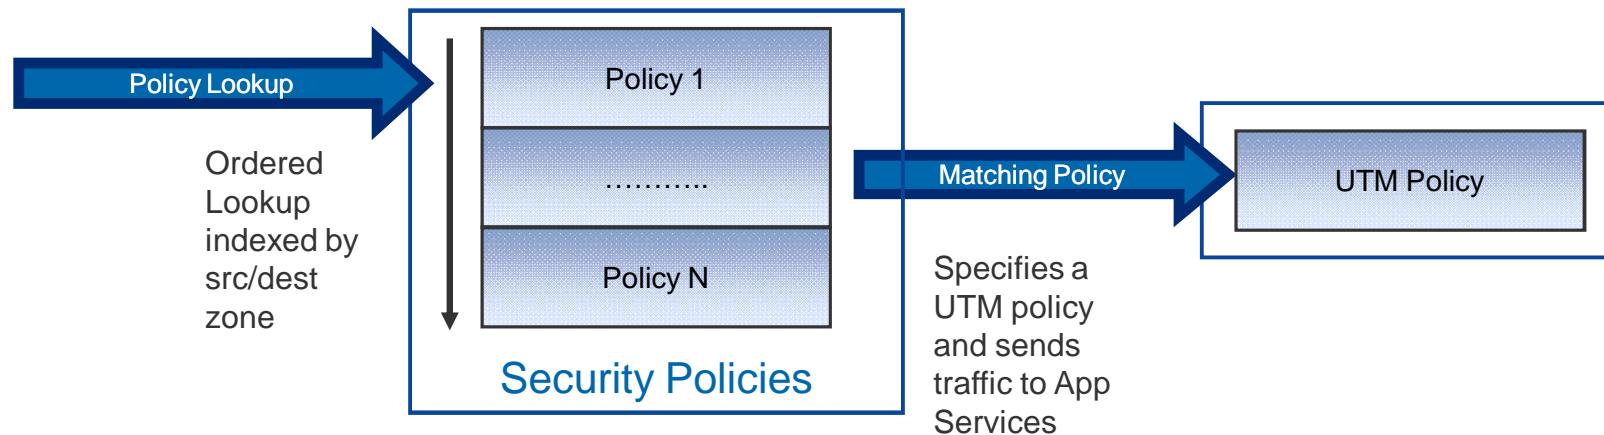 Policy Lookup
Ordered
Lookup
indexed by
src/dest
zone
Policy 1
………..
Policy N
Security Policies
Matching Policy
Specifies a
UTM policy
and sends
traffic to App
Services
UTM Policy